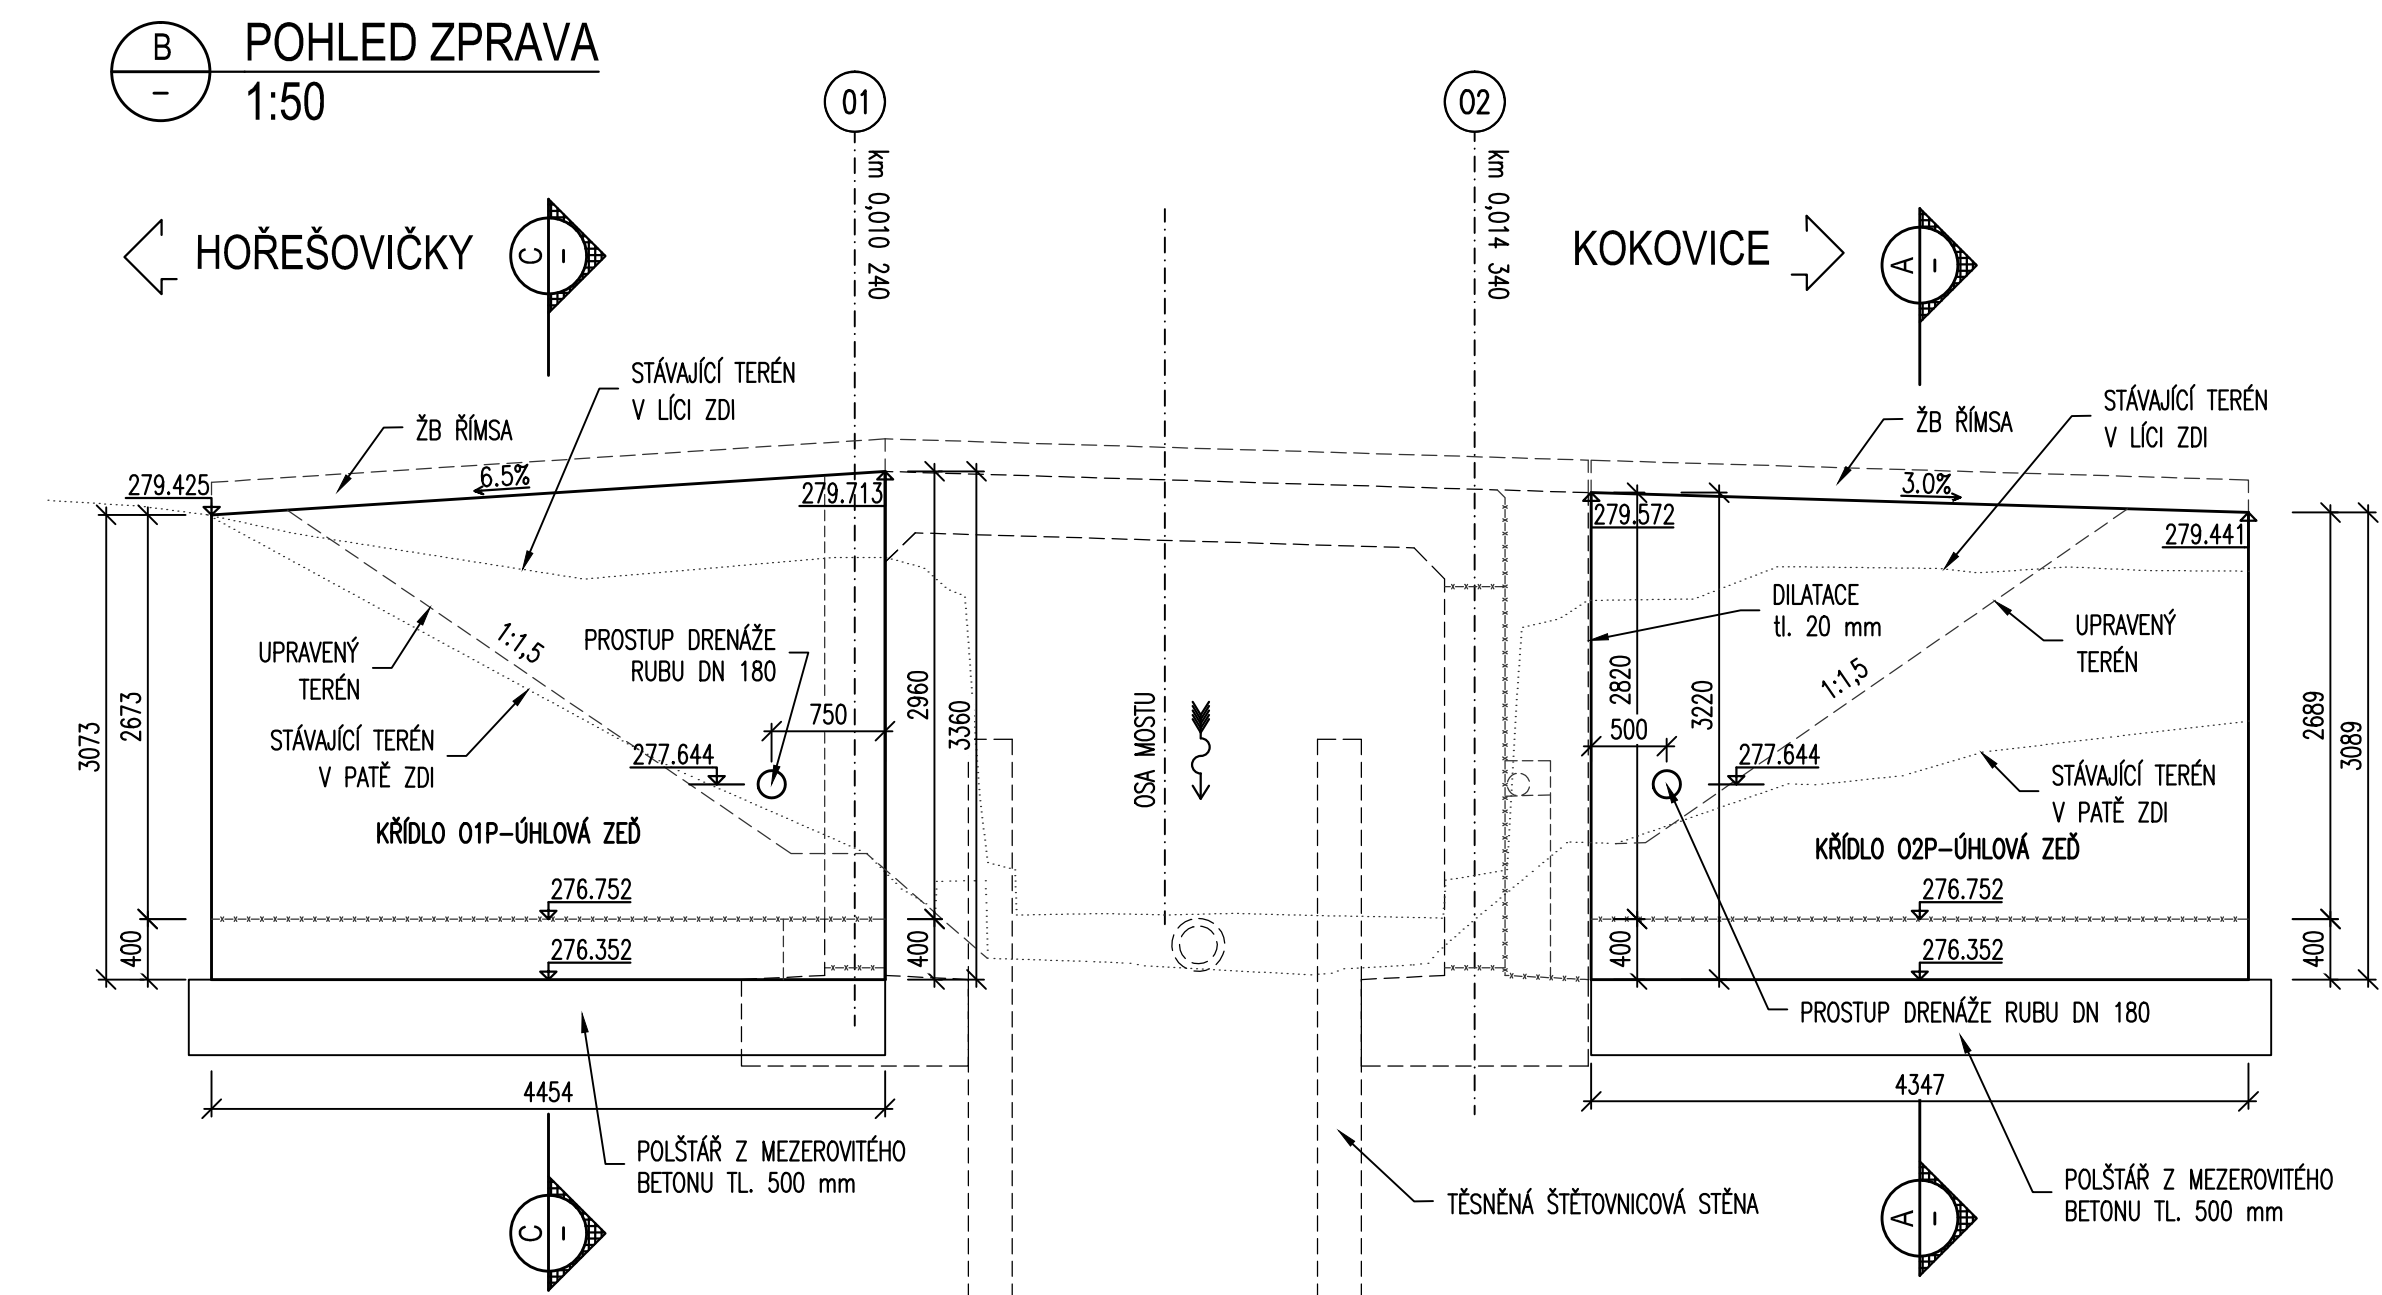 B
–
POHLED ZPRAVA
1:50
O1
km 0,010 240
O2
km 0,014 340
HOŘEŠOVIČKY
C
–
KOKOVICE
A
–
STÁVAJÍCÍ TERÉN
V LÍCI ZDI
ŽB ŘÍMSA
279.425
6.5%
279.713
STÁVAJÍCÍ TERÉN
V LÍCI ZDI
ŽB ŘÍMSA
3.0%
279.572
279.441
UPRAVENÝ
TERÉN
1:1,5
PROSTUP DRENÁŽE
RUBU DN 180
DILATACE
tl. 20 mm
UPRAVENÝ
TERÉN
1:1,5
3073
2673
STÁVAJÍCÍ TERÉN
V PATĚ ZDI
277.644
750
2960
3360
OSA MOSTU
2820
3220
500
277.644
STÁVAJÍCÍ TERÉN
V PATĚ ZDI
2689
3089
KŘÍDLO O1P-ÚHLOVÁ ZEĎ
KŘÍDLO O2P-ÚHLOVÁ ZEĎ
276.752
276.752
400
276.352
400
400
276.352
400
PROSTUP DRENÁŽE RUBU DN 180
4454
4347
POLŠTÁŘ Z MEZEROVITÉHO
BETONU TL. 500 mm
TĚSNĚNÁ ŠTĚTOVNICOVÁ STĚNA
POLŠTÁŘ Z MEZEROVITÉHO
BETONU TL. 500 mm
C
–
A
–